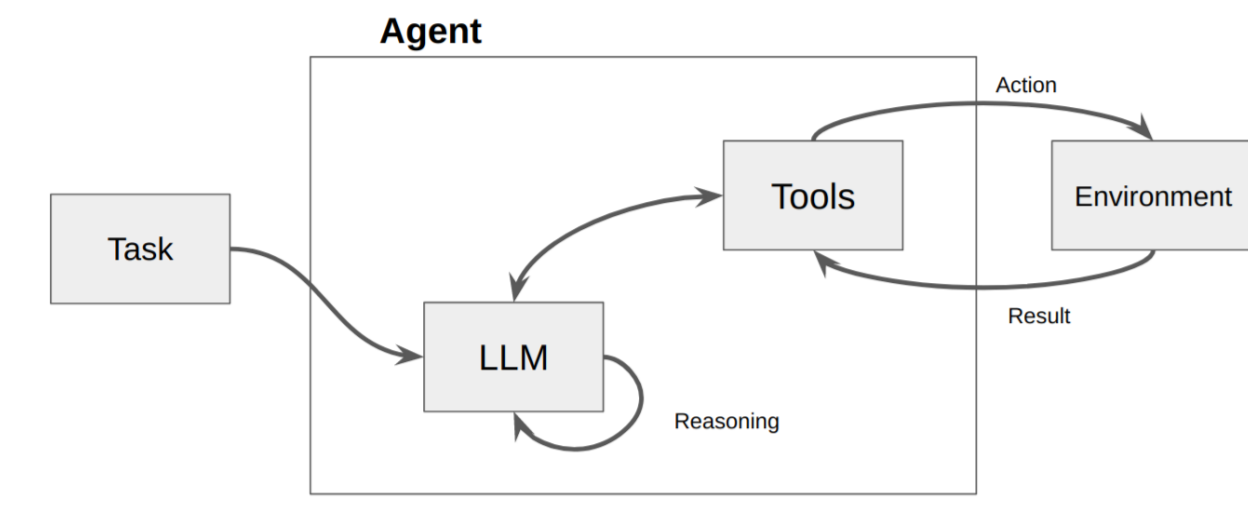 Agent
Action
Tools
Environment
Task
Result
LLM
Reasoning